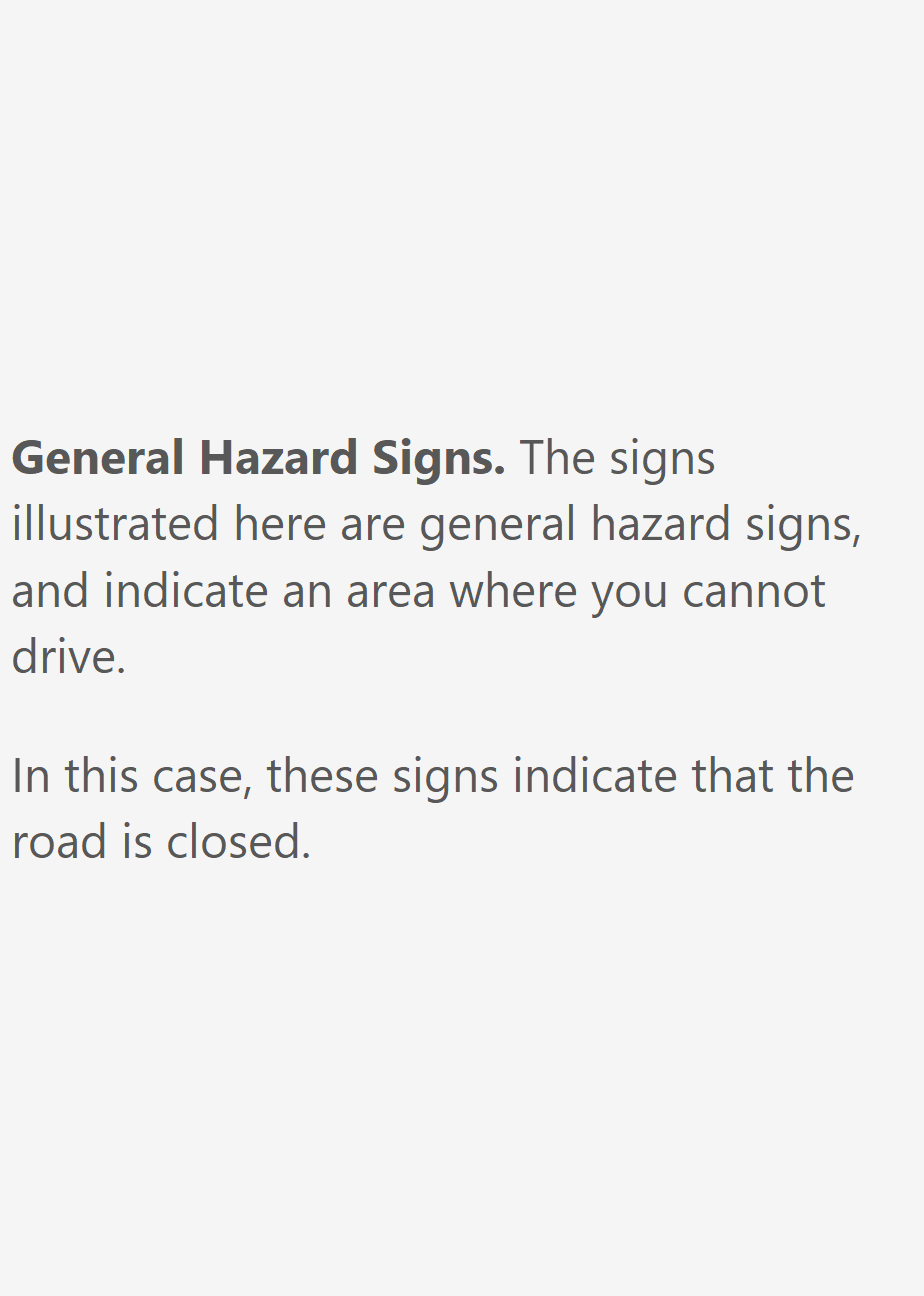 General Hazard Signs. The signs
illustrated here are general hazard signs,
and indicate an area where you cannot
drive.
In this case, these signs indicate that the
road is closed.